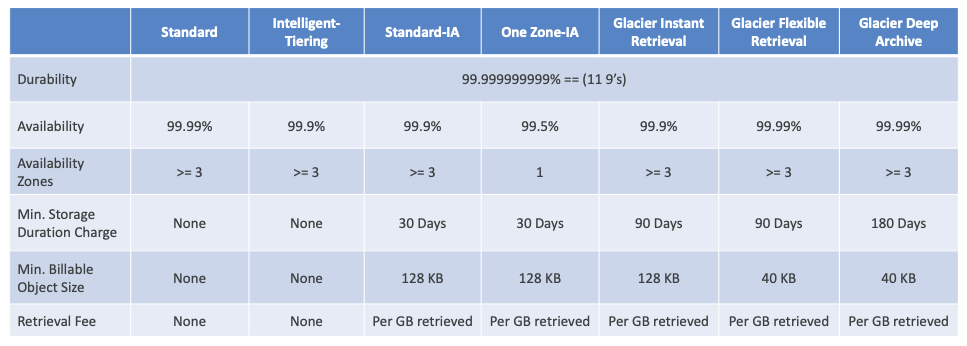 Standard
Intelligent-
Tiering
Standard-IA
One Zone-IA
Glacier Instant
Retrieval
Glacier Flexible
Retrieval
Glacier Deep
Archive
Durability
99.999999999% == (11 9’s)
Availability
99.99%
99.9%
99.9%
99.5%
99.9%
99.99%
99.99%
Availability
Zones
>= 3
>= 3
>= 3
1
>= 3
>= 3
>= 3
Min. Storage
Duration Charge
None
None
30 Days
30 Days
90 Days
90 Days
180 Days
Min. Billable
Object Size
None
None
128 KB
128 KB
128 KB
40 KB
40 KB
Retrieval Fee
None
None
Per GB retrieved
Per GB retrieved
Per GB retrieved
Per GB retrieved
Per GB retrieved